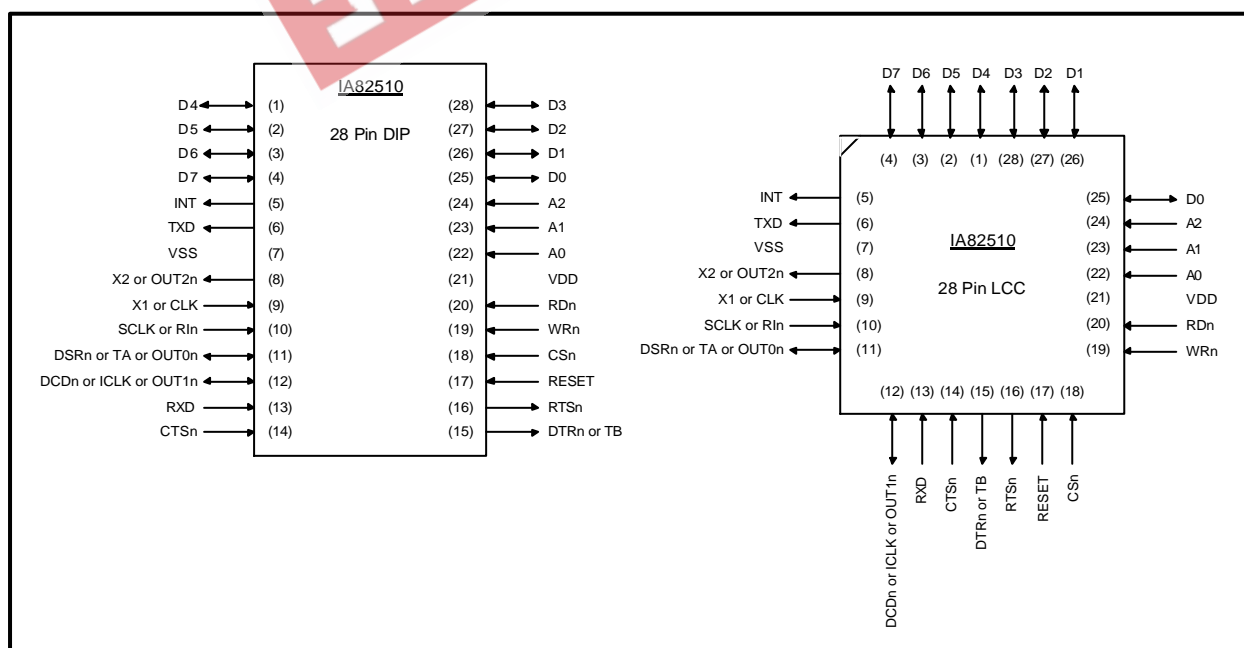 IA82510
28 Pin DIP
D4 (1) (28) D3
D5 (2) (27) D2
D6 (3) (26) D1
D7 (4) (25) D0
INT (5) (24) A2
TXD (6) (23) A1
VSS (7) (22) A0
X2 or OUT2n (8) (21) VDD
X1 or CLK (9) (20) RDn
SCLK or RIn (10) (19) WRn
DSRn or TA or OUT0n (11) (18) CSn
DCDn or ICLK or OUT1n (12) (17) RESET
RXD (13) (16) RTSn
CTSn (14) (15) DTRn or TB
D7 D6 D5 D4 D3 D2 D1
(4) (3) (2) (1) (28) (27) (26)
INT (5) (25) D0
TXD (6) (24) A2
VSS (7) IA82510 (23) A1
X2 or OUT2n (8) (22) A0
X1 or CLK (9) 28 Pin LCC (21) VDD
SCLK or RIn (10) (20) RDn
DSRn or TA or OUT0n (11) (19) WRn
(12) (13) (14) (15) (16) (17) (18)
DCDn or ICLK or OUT1n
RXD
CTSn
DTRn or TB
RTSn
RESET
CSn